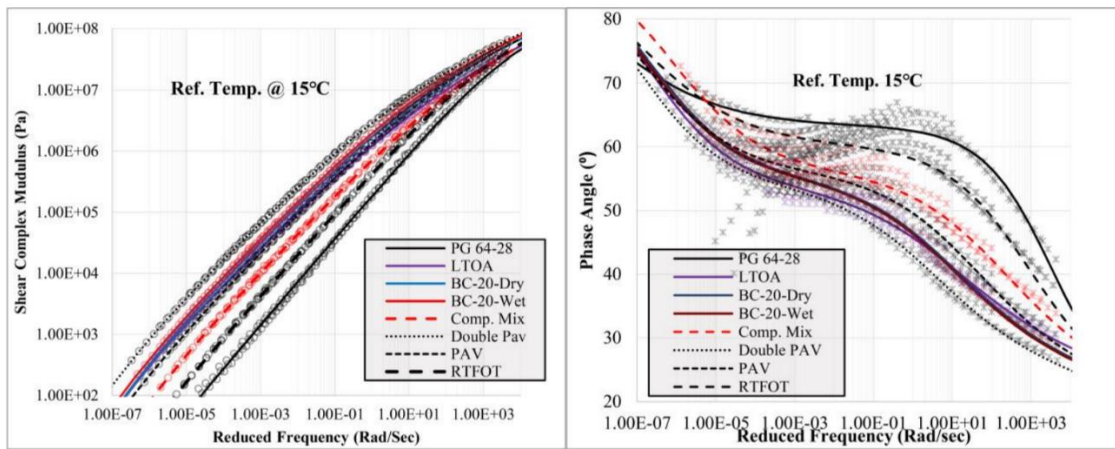 Shear Complex Mudulus (Pa)
1.00E+08
1.00E+07
1.00E+06
1.00E+05
1.00E+04
1.00E+03
1.00E+02
Ref. Temp. @ 15°C
PG 64-28
LTOA
BC-20-Dry
BC-20-Wet
Comp. Mix
Double Pav
PAV
RTFOT
1.00E-07 1.00E-05 1.00E-03 1.00E-01 1.00E+01 1.00E+03
Reduced Frequency (Rad/Sec)
Phase Angle (°)
80
70
60
50
40
30
20
Ref. Temp. 15°C
PG 64-28
LTOA
BC-20-Dry
BC-20-Wet
Comp. Mix
Double PAV
PAV
RTFOT
1.00E-07 1.00E-05 1.00E-03 1.00E-01 1.00E+01 1.00E+03
Reduced Frequency (Rad/sec)